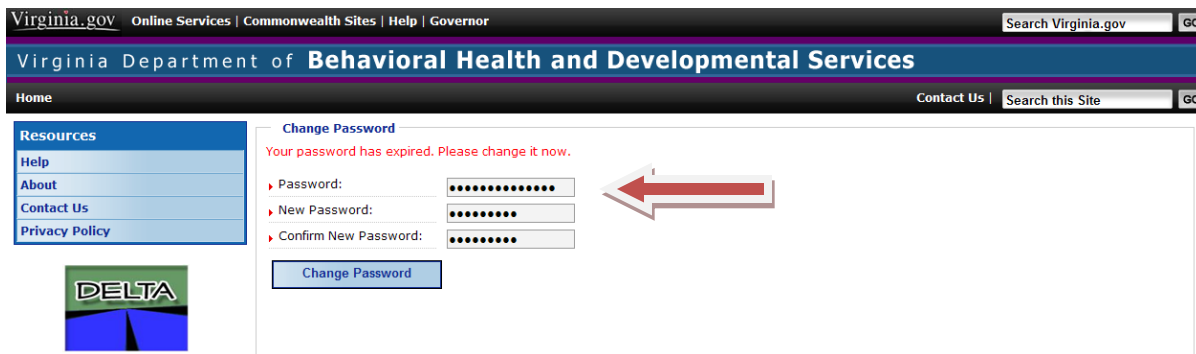 Virginia.gov Online Services | Commonwealth Sites | Help | Governor Search Virginia.gov GO
Virginia Department of Behavioral Health and Developmental Services
Home Contact Us | Search this Site GO
Resources
Help
About
Contact Us
Privacy Policy
DELTA
Change Password
Your password has expired. Please change it now.
Password: ••••••••••••••
New Password: •••••••••
Confirm New Password: •••••••••
Change Password